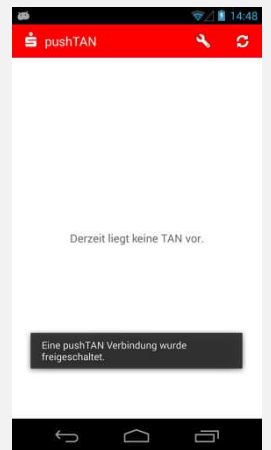 14:48
pushTAN
Derzeit liegt keine TAN vor.
Eine pushTAN Verbindung wurde
freigeschaltet.